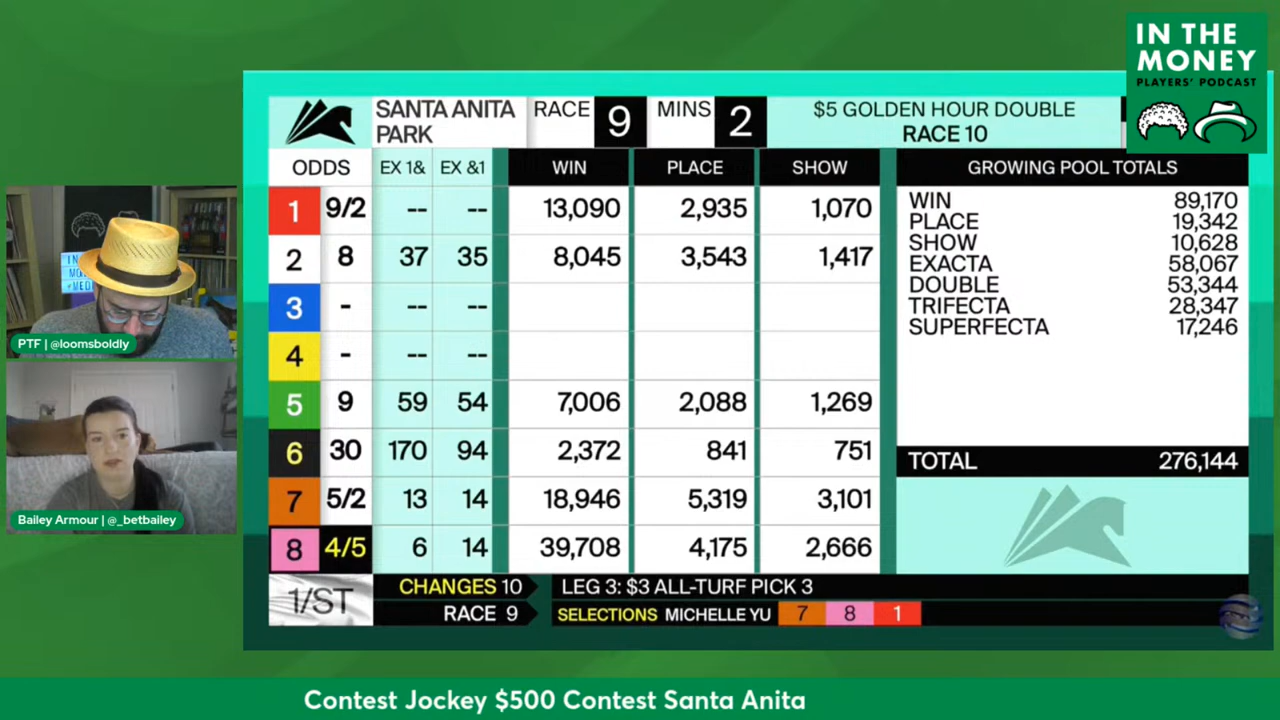 IN THE
MONEY
PLAYERS' PODCAST
SANTA ANITA
PARK
RACE 9
MINS 2
$5 GOLDEN HOUR DOUBLE
RACE 10
ODDS EX 1& EX &1 WIN PLACE SHOW
1 9/2 -- -- 13,090 2,935 1,070
2 8 37 35 8,045 3,543 1,417
3 - -- --
4 - -- --
5 9 59 54 7,006 2,088 1,269
6 30 170 94 2,372 841 751
7 5/2 13 14 18,946 5,319 3,101
8 4/5 6 14 39,708 4,175 2,666
GROWING POOL TOTALS
WIN 89,170
PLACE 19,342
SHOW 10,628
EXACTA 58,067
DOUBLE 53,344
TRIFECTA 28,347
SUPERFECTA 17,246
TOTAL 276,144
1/ST
CHANGES 10 LEG 3: $3 ALL-TURF PICK 3
RACE 9 SELECTIONS MICHELLE YU 7 8 1
PTF | @loomsboldly
Bailey Armour | @_betbailey
Contest Jockey $500 Contest Santa Anita